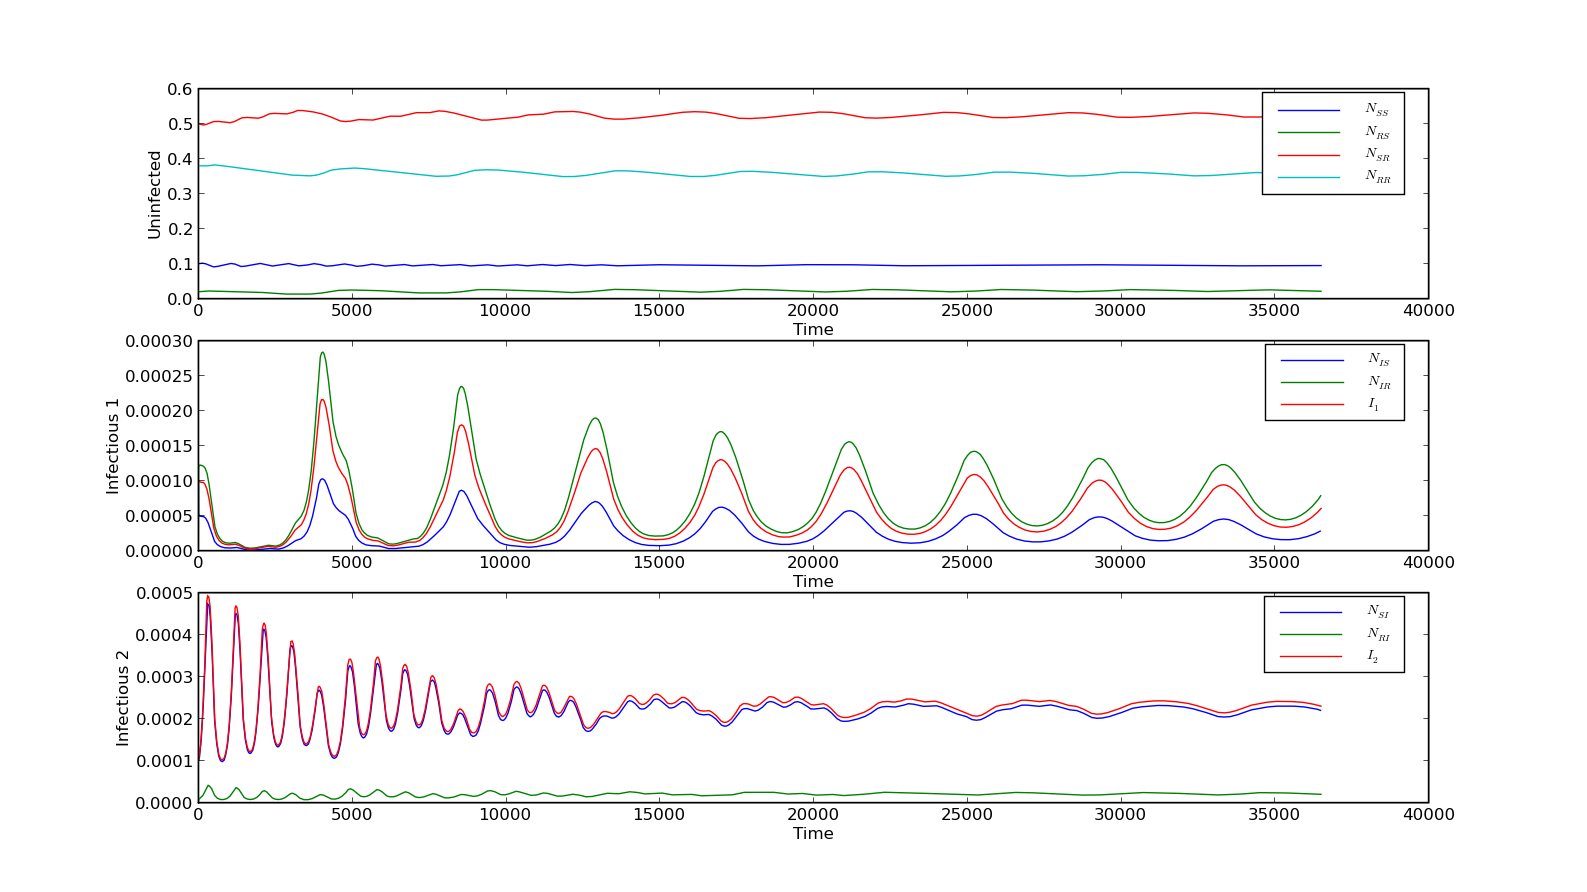 Uninfected
0.6
0.5
0.4
0.3
0.2
0.1
0.0
N_SS
N_RS
N_SR
N_RR
0 5000 10000 15000 20000 25000 30000 35000 40000
Time
Infectious 1
0.00030
0.00025
0.00020
0.00015
0.00010
0.00005
0.00000
N_IS
N_IR
I_1
0 5000 10000 15000 20000 25000 30000 35000 40000
Time
Infectious 2
0.0005
0.0004
0.0003
0.0002
0.0001
0.0000
N_SI
N_RI
I_2
0 5000 10000 15000 20000 25000 30000 35000 40000
Time